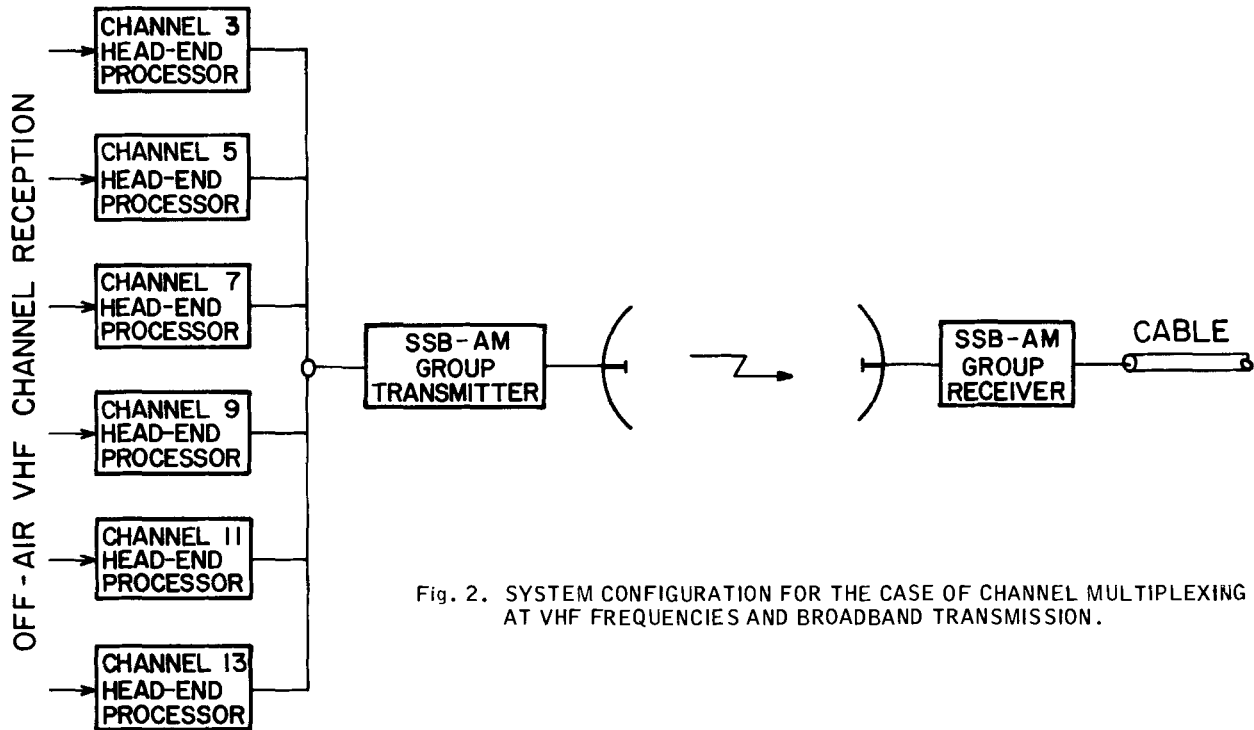 OFF-AIR VHF CHANNEL RECEPTION
CHANNEL 3
HEAD-END
PROCESSOR
CHANNEL 5
HEAD-END
PROCESSOR
CHANNEL 7
HEAD-END
PROCESSOR
CHANNEL 9
HEAD-END
PROCESSOR
CHANNEL 11
HEAD-END
PROCESSOR
CHANNEL 13
HEAD-END
PROCESSOR
SSB-AM
GROUP
TRANSMITTER
SSB-AM
GROUP
RECEIVER
CABLE
Fig. 2. SYSTEM CONFIGURATION FOR THE CASE OF CHANNEL MULTIPLEXING
AT VHF FREQUENCIES AND BROADBAND TRANSMISSION.